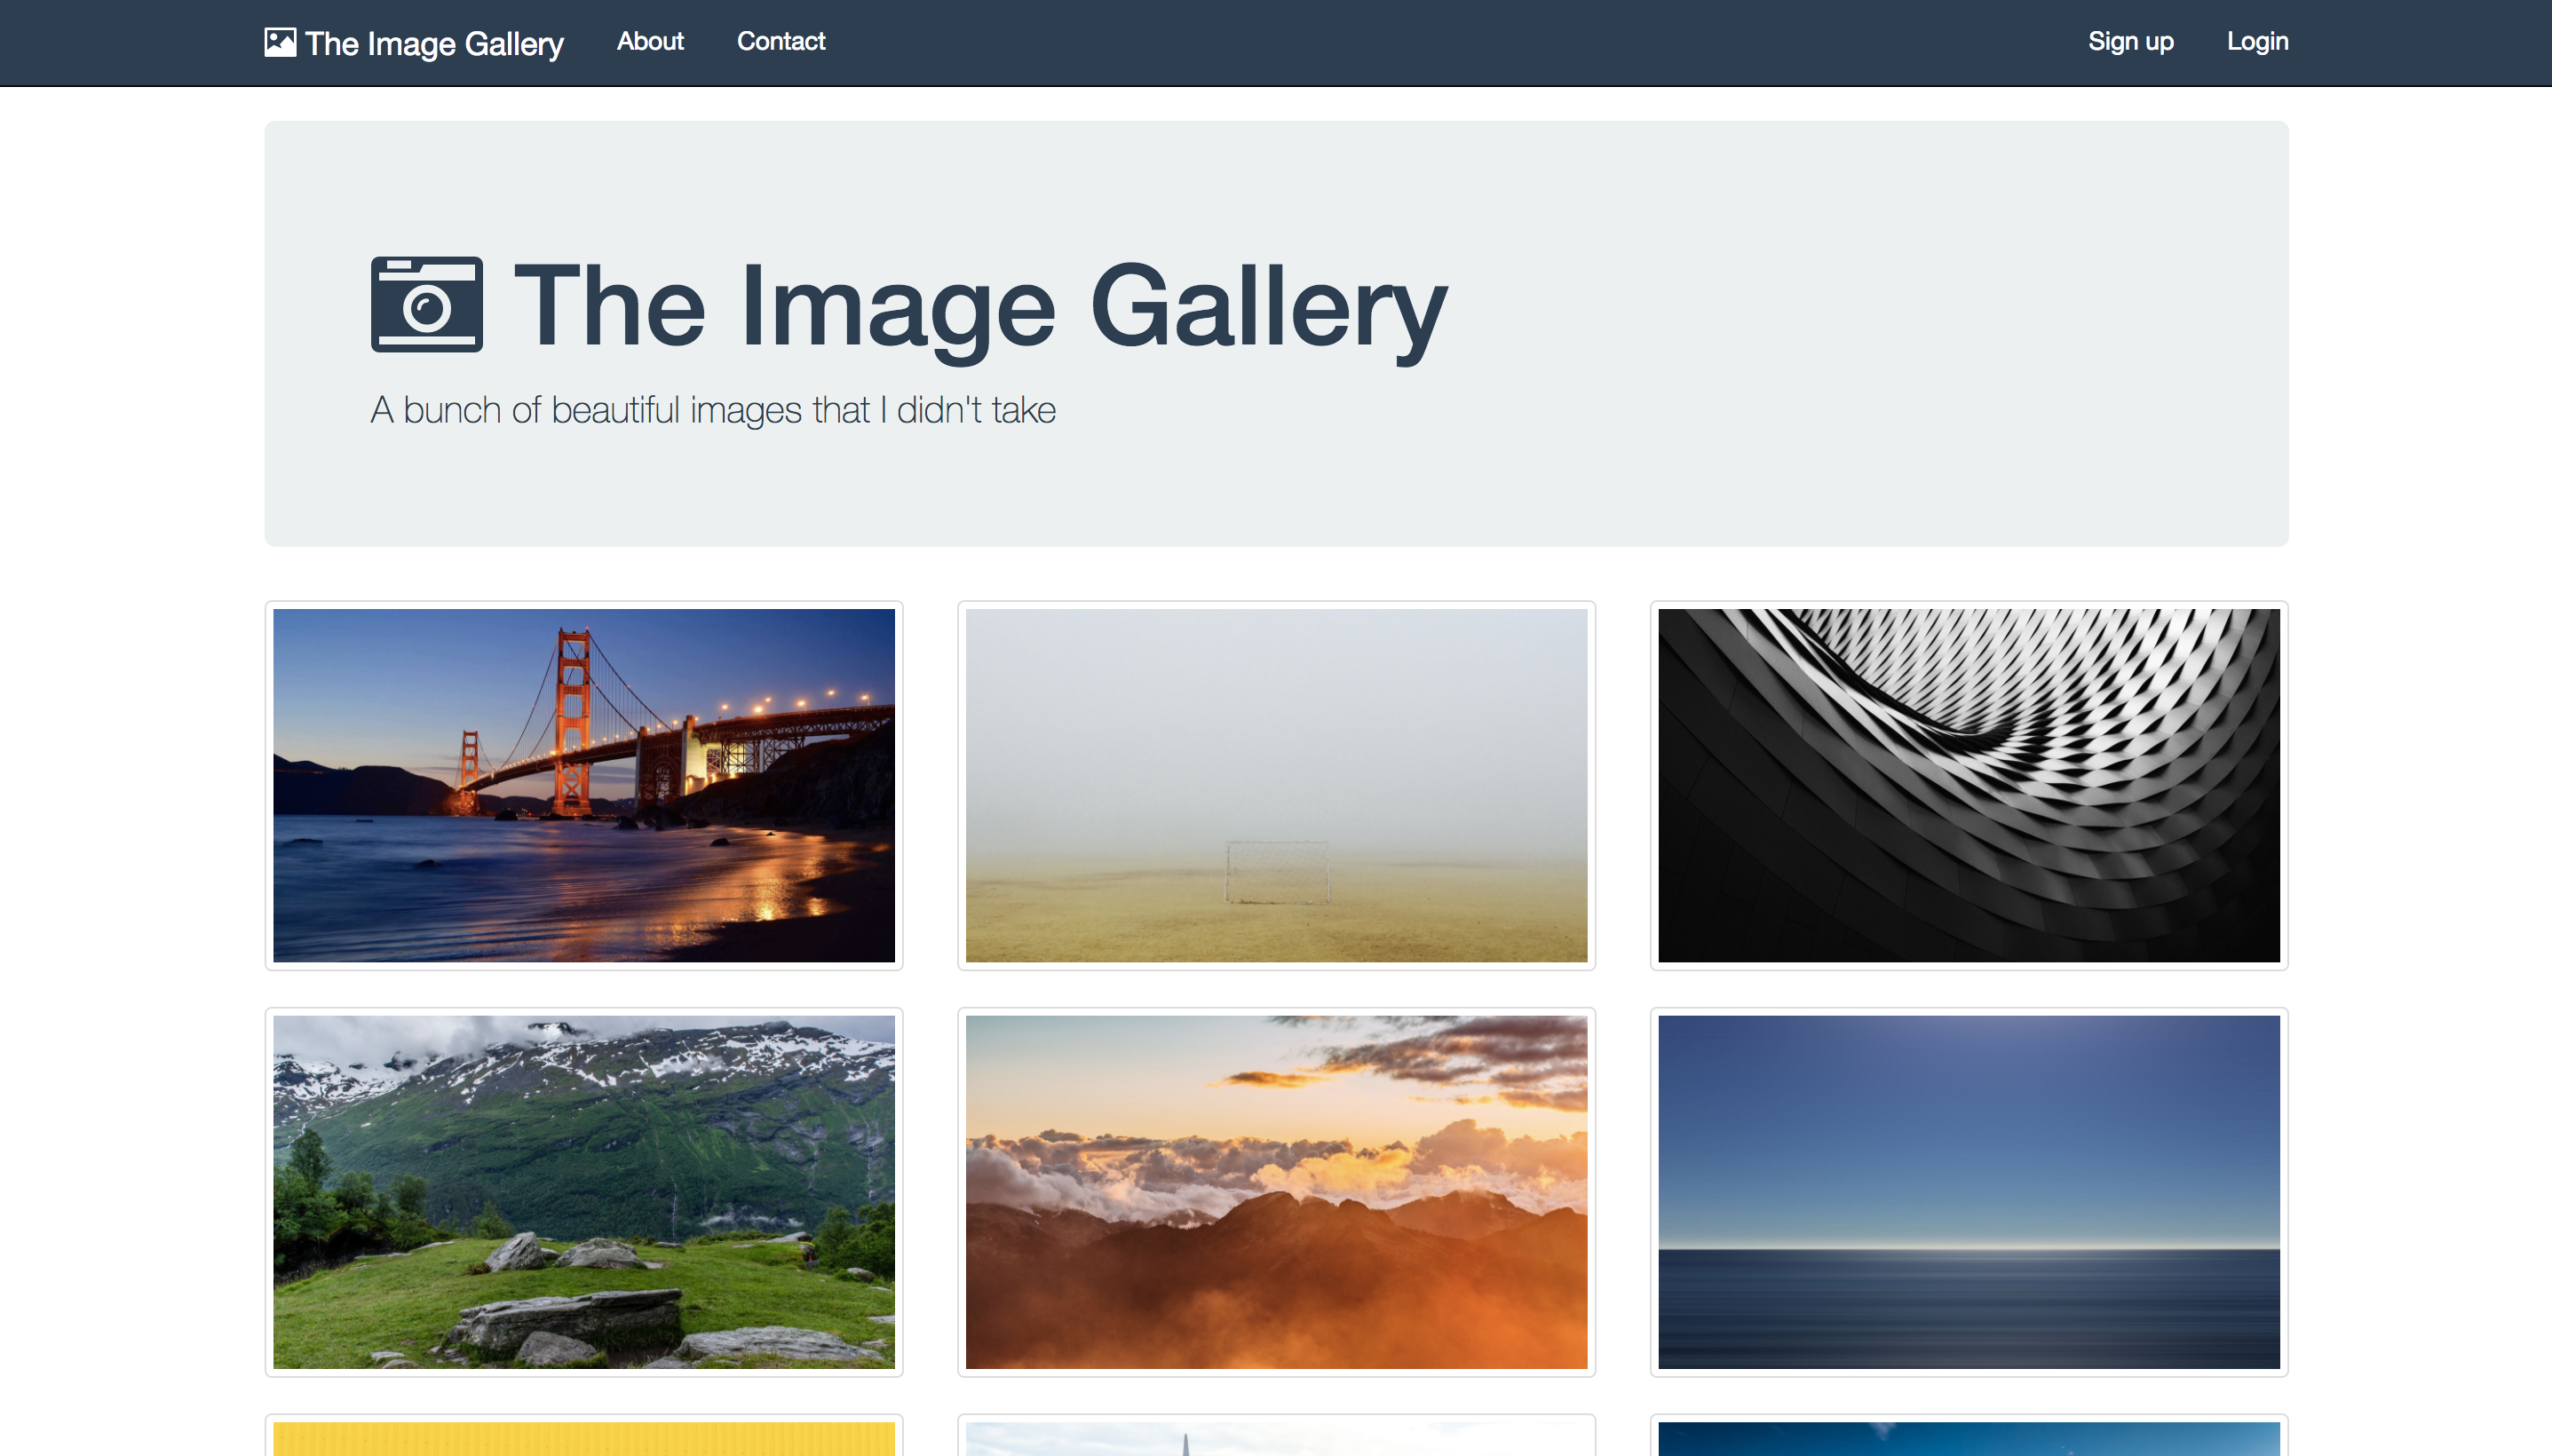 The Image Gallery About Contact Sign up Login
The Image Gallery
A bunch of beautiful images that I didn't take